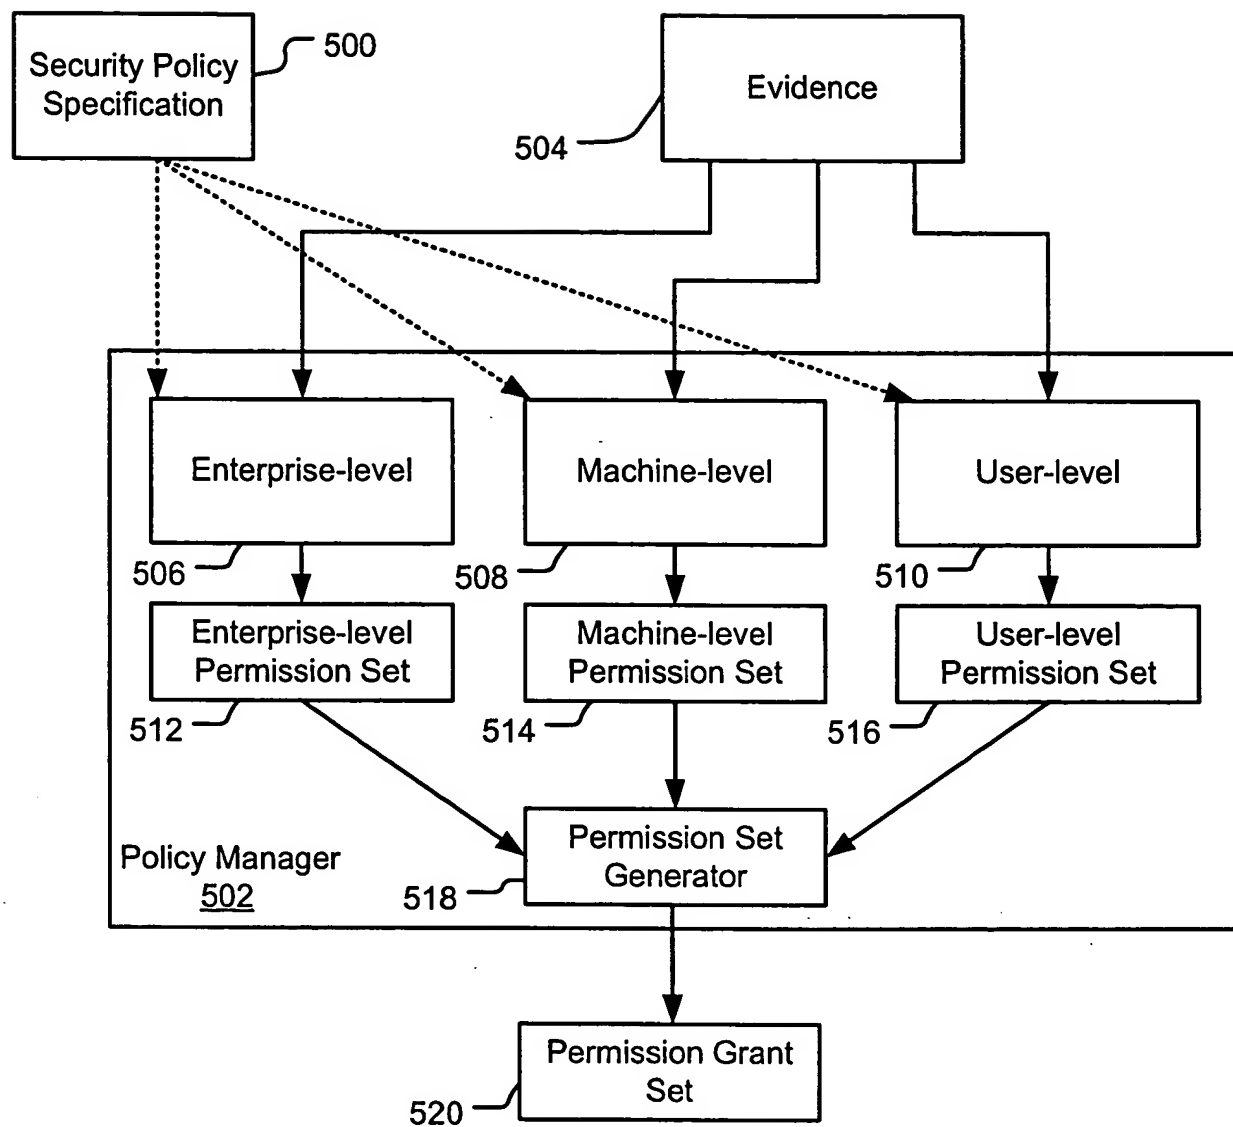 Security Policy
Specification
500
Evidence
504
Enterprise-level
506
Machine-level
508
User-level
510
Enterprise-level
Permission Set
512
Machine-level
Permission Set
514
User-level
Permission Set
516
Permission Set
Generator
518
Policy Manager
502
Permission Grant
Set
520